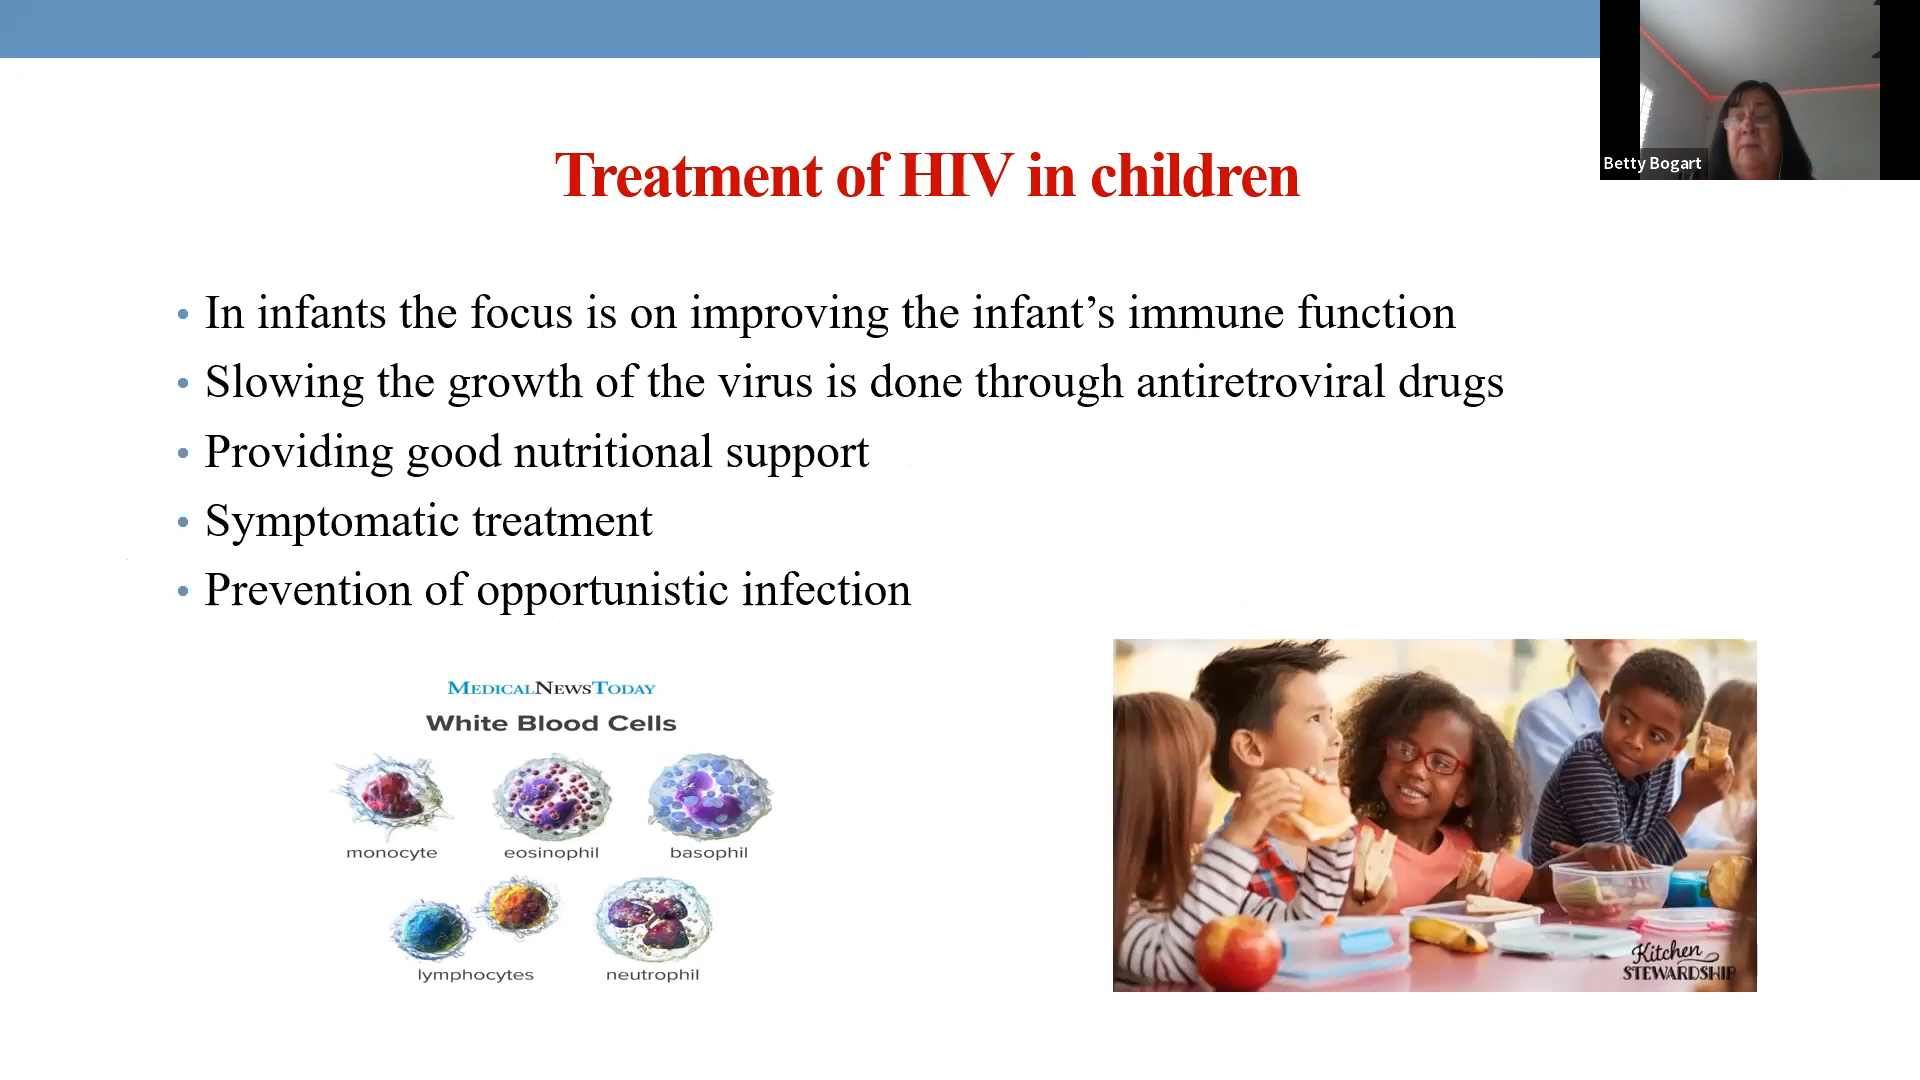 Betty Bogart
Treatment of HIV in children
• In infants the focus is on improving the infant’s immune function
• Slowing the growth of the virus is done through antiretroviral drugs
• Providing good nutritional support
• Symptomatic treatment
• Prevention of opportunistic infection
MEDICALNEWSTODAY
White Blood Cells
monocyte eosinophil basophil
lymphocytes neutrophil
Kitchen
STEWARDSHIP